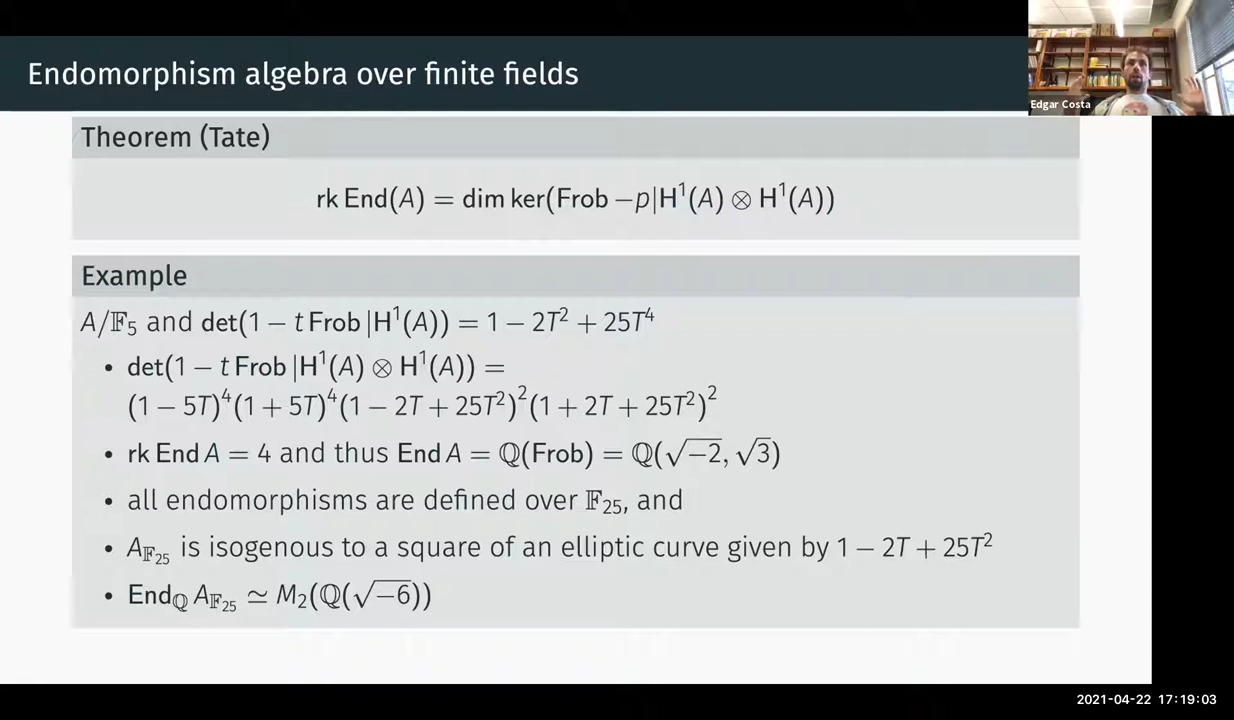 Endomorphism algebra over finite fields
Edgar Costa
Theorem (Tate)
rk End(A) = dim ker(Frob −p|H¹(A) ⊗ H¹(A))
Example
A/𝔽₅ and det(1 − t Frob |H¹(A)) = 1 − 2T² + 25T⁴
• det(1 − t Frob |H¹(A) ⊗ H¹(A)) =
(1 − 5T)⁴(1 + 5T)⁴(1 − 2T + 25T²)²(1 + 2T + 25T²)²
• rk End A = 4 and thus End A = ℚ(Frob) = ℚ(√−2, √3)
• all endomorphisms are defined over 𝔽₂₅, and
• A_𝔽₂₅ is isogenous to a square of an elliptic curve given by 1 − 2T + 25T²
• End_ℚ A_𝔽₂₅ ≃ M₂(ℚ(√−6))
2021-04-22 17:19:03